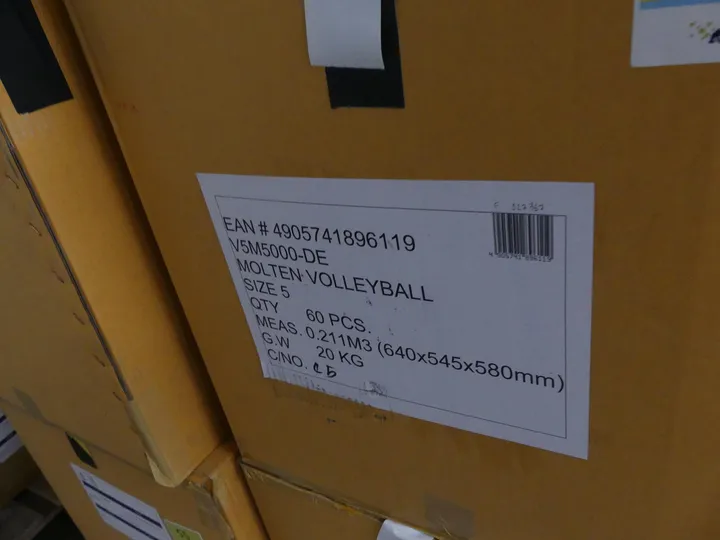 EAN # 4905741896119
V5M5000-DE
MOLTEN VOLLEYBALL
SIZE 5
QTY 60 PCS.
MEAS. 0.211M3 (640x545x580mm)
G.W 20 KG
C/NO.